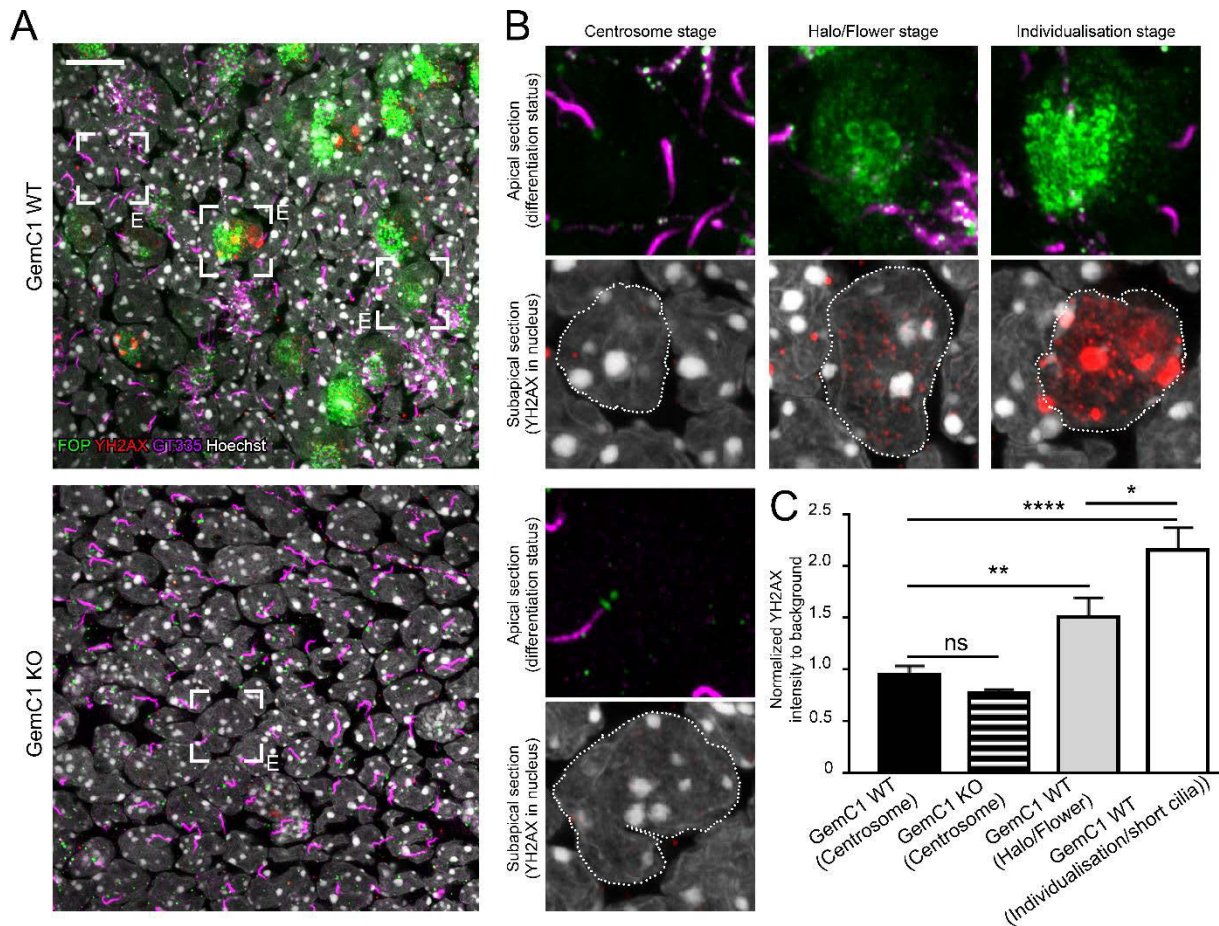 A
GemC1 WT
E
E
E
FOP YH2AX GT335 Hoechst
GemC1 KO
E
B
Centrosome stage
Halo/Flower stage
Individualisation stage
Apical section
(differentiation status)
Subapical section
(YH2AX in nucleus)
Apical section
(differentiation status)
Subapical section
(YH2AX in nucleus)
C
Normalized YH2AX
intensity to background
2.5
2.0
1.5
1.0
0.5
0
ns
**
****
*
GemC1 WT
(Centrosome)
GemC1 KO
(Centrosome)
GemC1 WT
(Halo/Flower)
GemC1 WT
(Individualisation/short cilia))